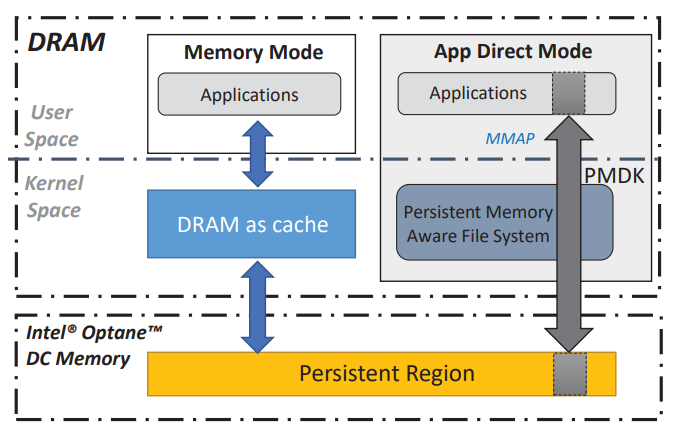 DRAM
Memory Mode
App Direct Mode
Applications
Applications
User
Space
MMAP
Kernel
Space
PMDK
DRAM as cache
Persistent Memory
Aware File System
Intel® Optane™
DC Memory
Persistent Region